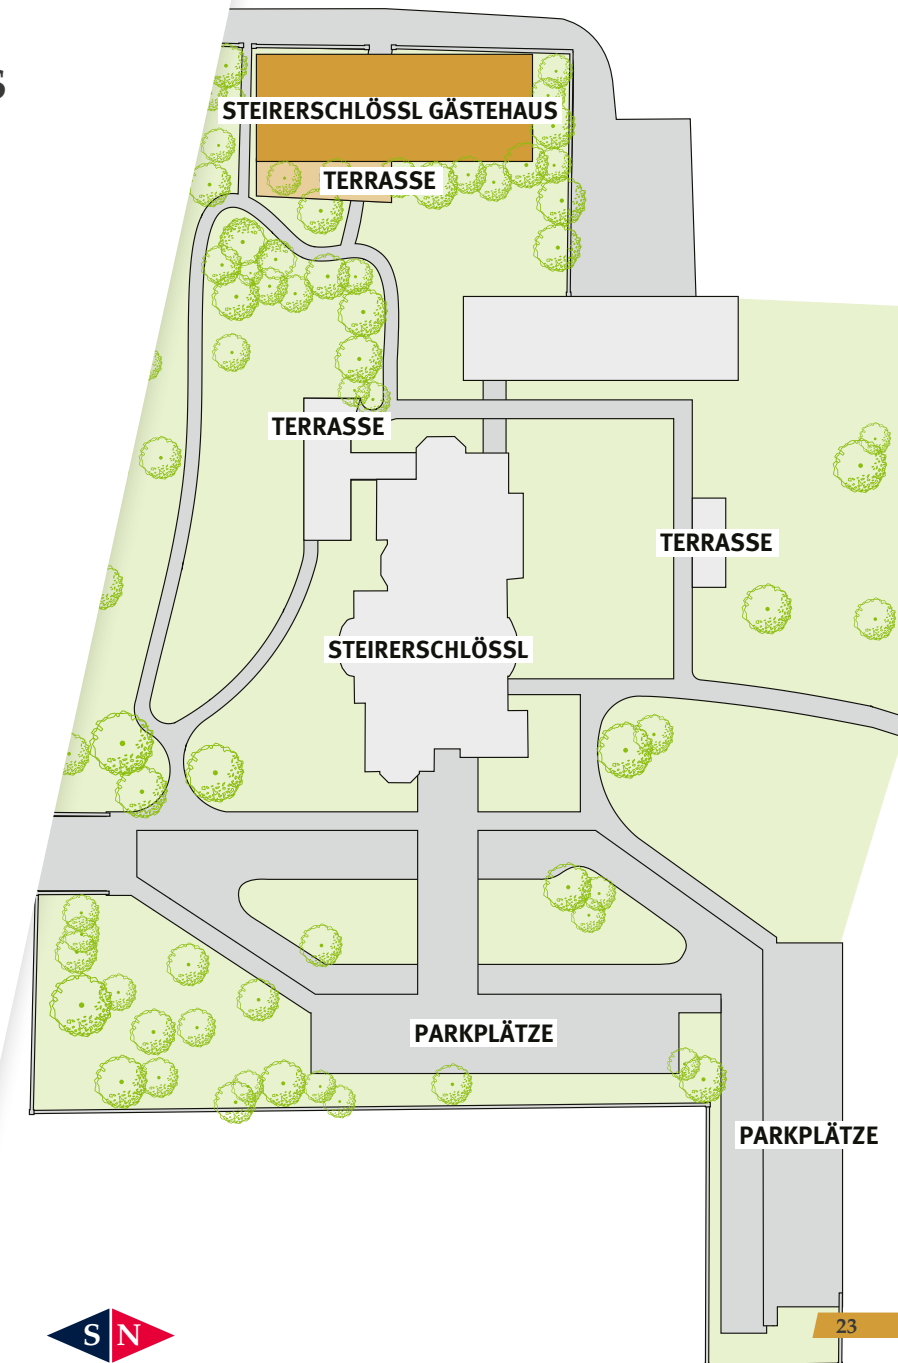 S
STEIRERSCHLÖSSL GÄSTEHAUS
TERRASSE
TERRASSE
TERRASSE
STEIRERSCHLÖSSL
PARKPLÄTZE
PARKPLÄTZE
S N
23